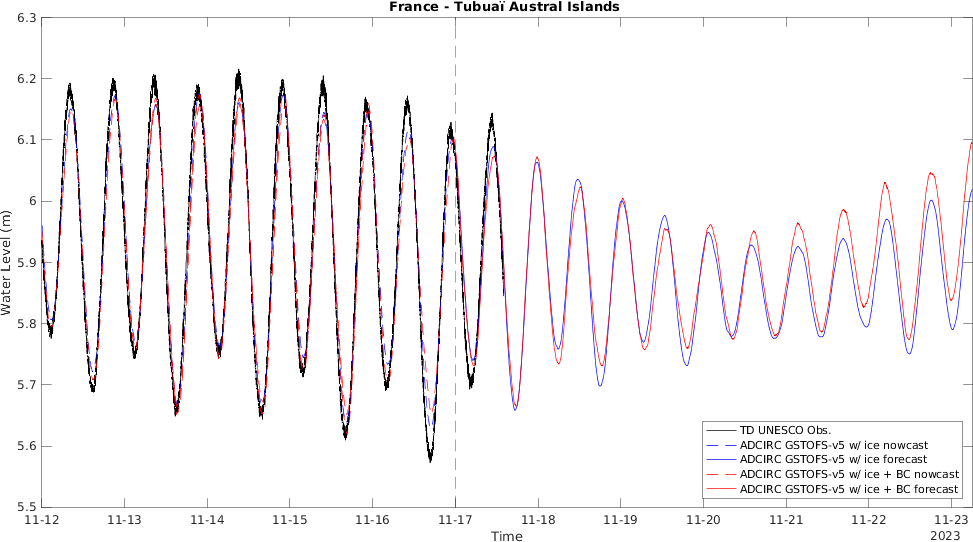 France - Tubuaï Austral Islands
6.3
6.2
6.1
6
5.9
5.8
5.7
5.6
5.5
Water Level (m)
TD UNESCO Obs.
ADCIRC GSTOFS-v5 w/ ice nowcast
ADCIRC GSTOFS-v5 w/ ice forecast
ADCIRC GSTOFS-v5 w/ ice + BC nowcast
ADCIRC GSTOFS-v5 w/ ice + BC forecast
11-12 11-13 11-14 11-15 11-16 11-17 11-18 11-19 11-20 11-21 11-22 11-23
Time
2023